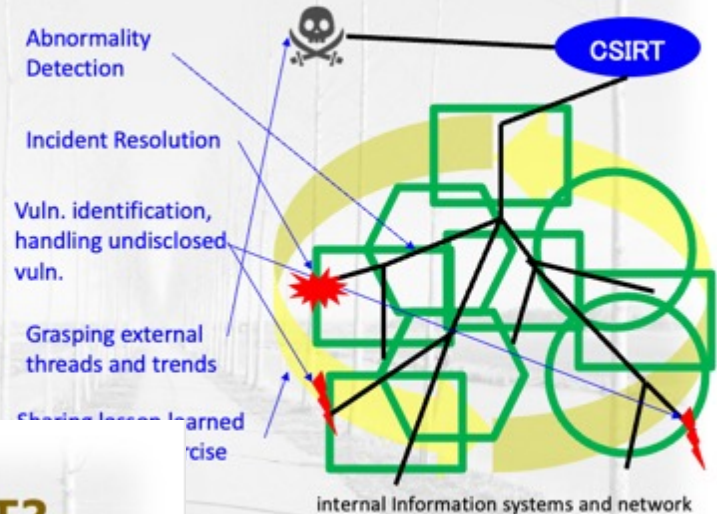 Abnormality
Detection
CSIRT
Incident Resolution
Vuln. identification,
handling undisclosed
vuln.
Grasping external
threads and trends
learned
T?
internal Information systems and network